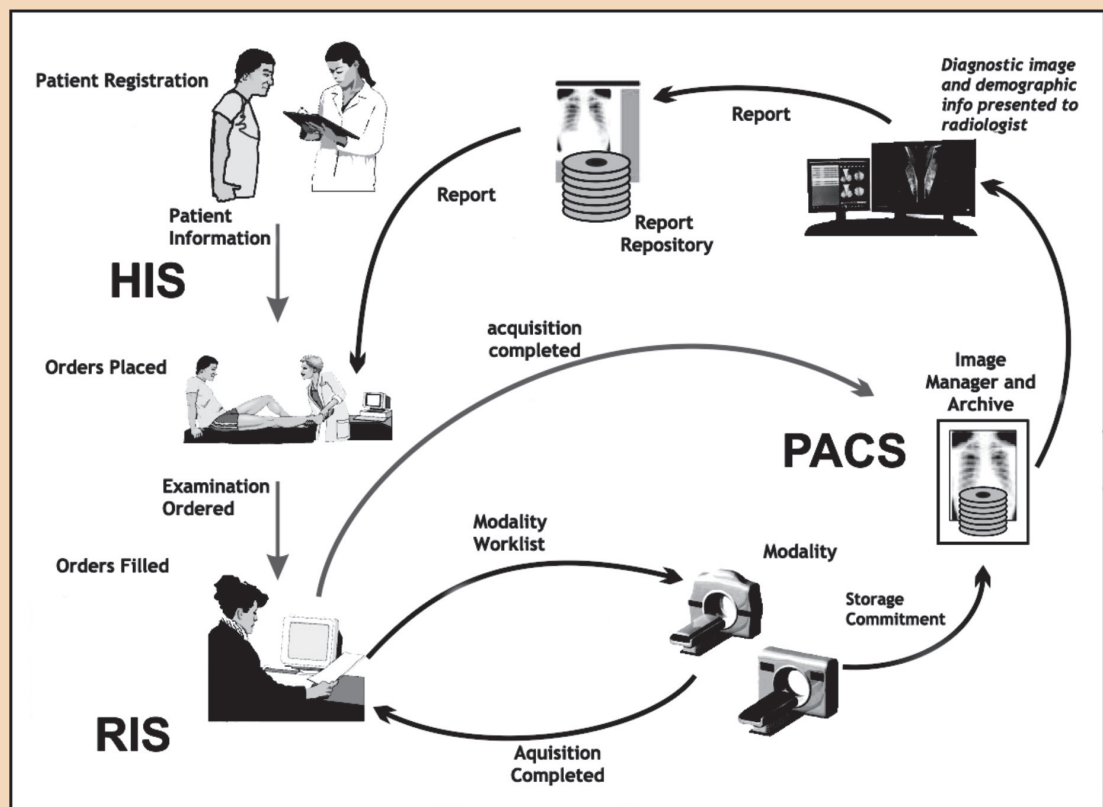 Patient Registration
Patient
Information
HIS
Orders Placed
Examination
Ordered
Orders Filled
RIS
Report
Report
Repository
Report
Diagnostic image
and demographic
info presented to
radiologist
acquisition
completed
Image
Manager and
Archive
PACS
Modality
Worklist
Modality
Storage
Commitment
Aquisition
Completed